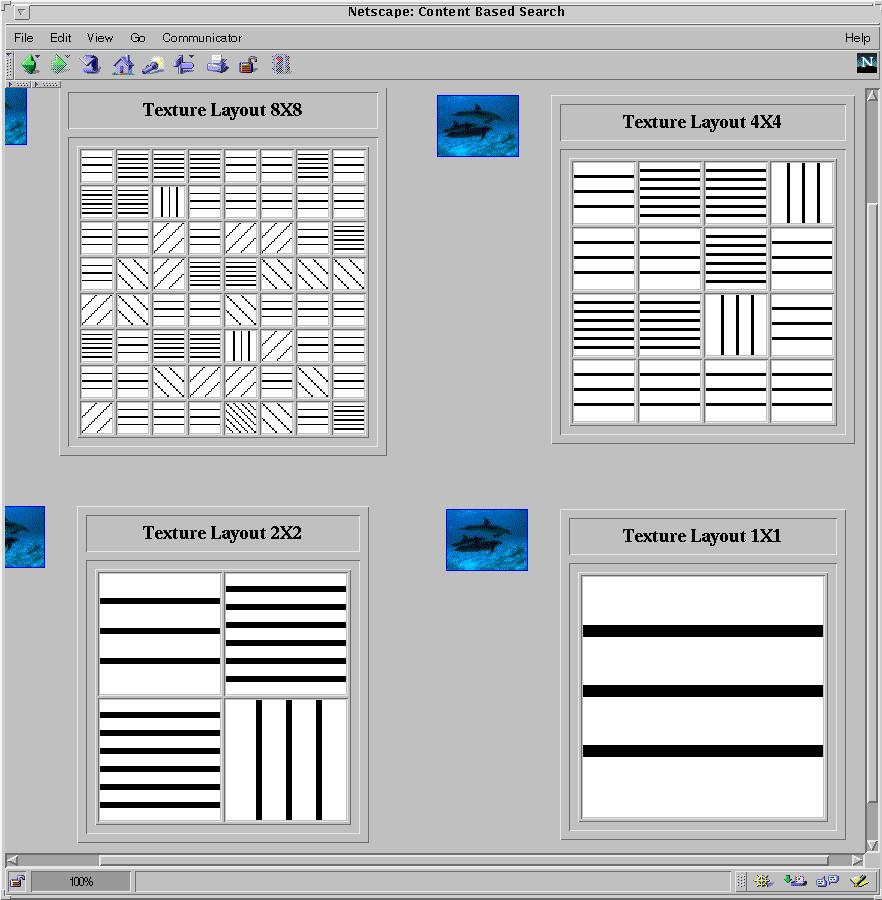 Netscape: Content Based Search
File Edit View Go Communicator Help
N
Texture Layout 8X8
Texture Layout 4X4
Texture Layout 2X2
Texture Layout 1X1
100%